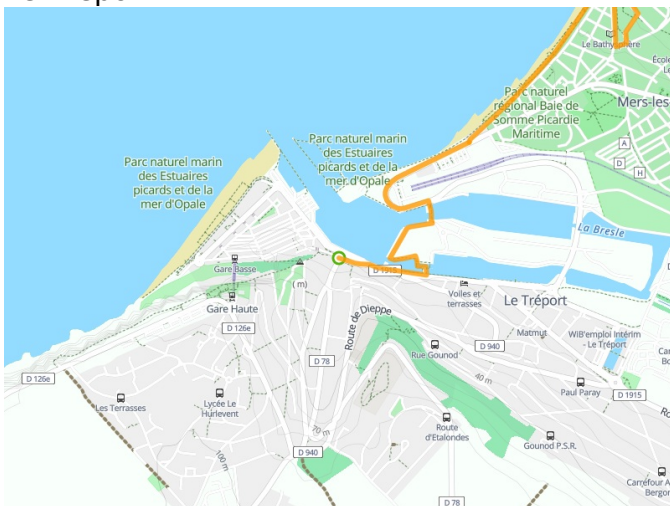 Le Bathysphère
Parc naturel
régional Baie de
Somme Picardie
Maritime
Mers-les
A
D
H
Parc naturel marin
des Estuaires
picards et de la
mer d'Opale
Parc naturel marin
des Estuaires
picards et de la
mer d'Opale
La Bresle
Gare Basse
( m)
D 1915
Voiles et
terrasses
Le Tréport
Gare Haute
D 126e
Route de Dieppe
Matmut
WiB'emploi Intérim
- Le Tréport
D 940
Rue Gounod
D 78
D 126e
40 m
Paul Paray
D 1915
Les Terrasses
Lycée Le
Hurlevent
70 m
Route
d'Etalondes
Gounod P.S.R.
D 940
100 m
Carrefour A
Bergo
D 78